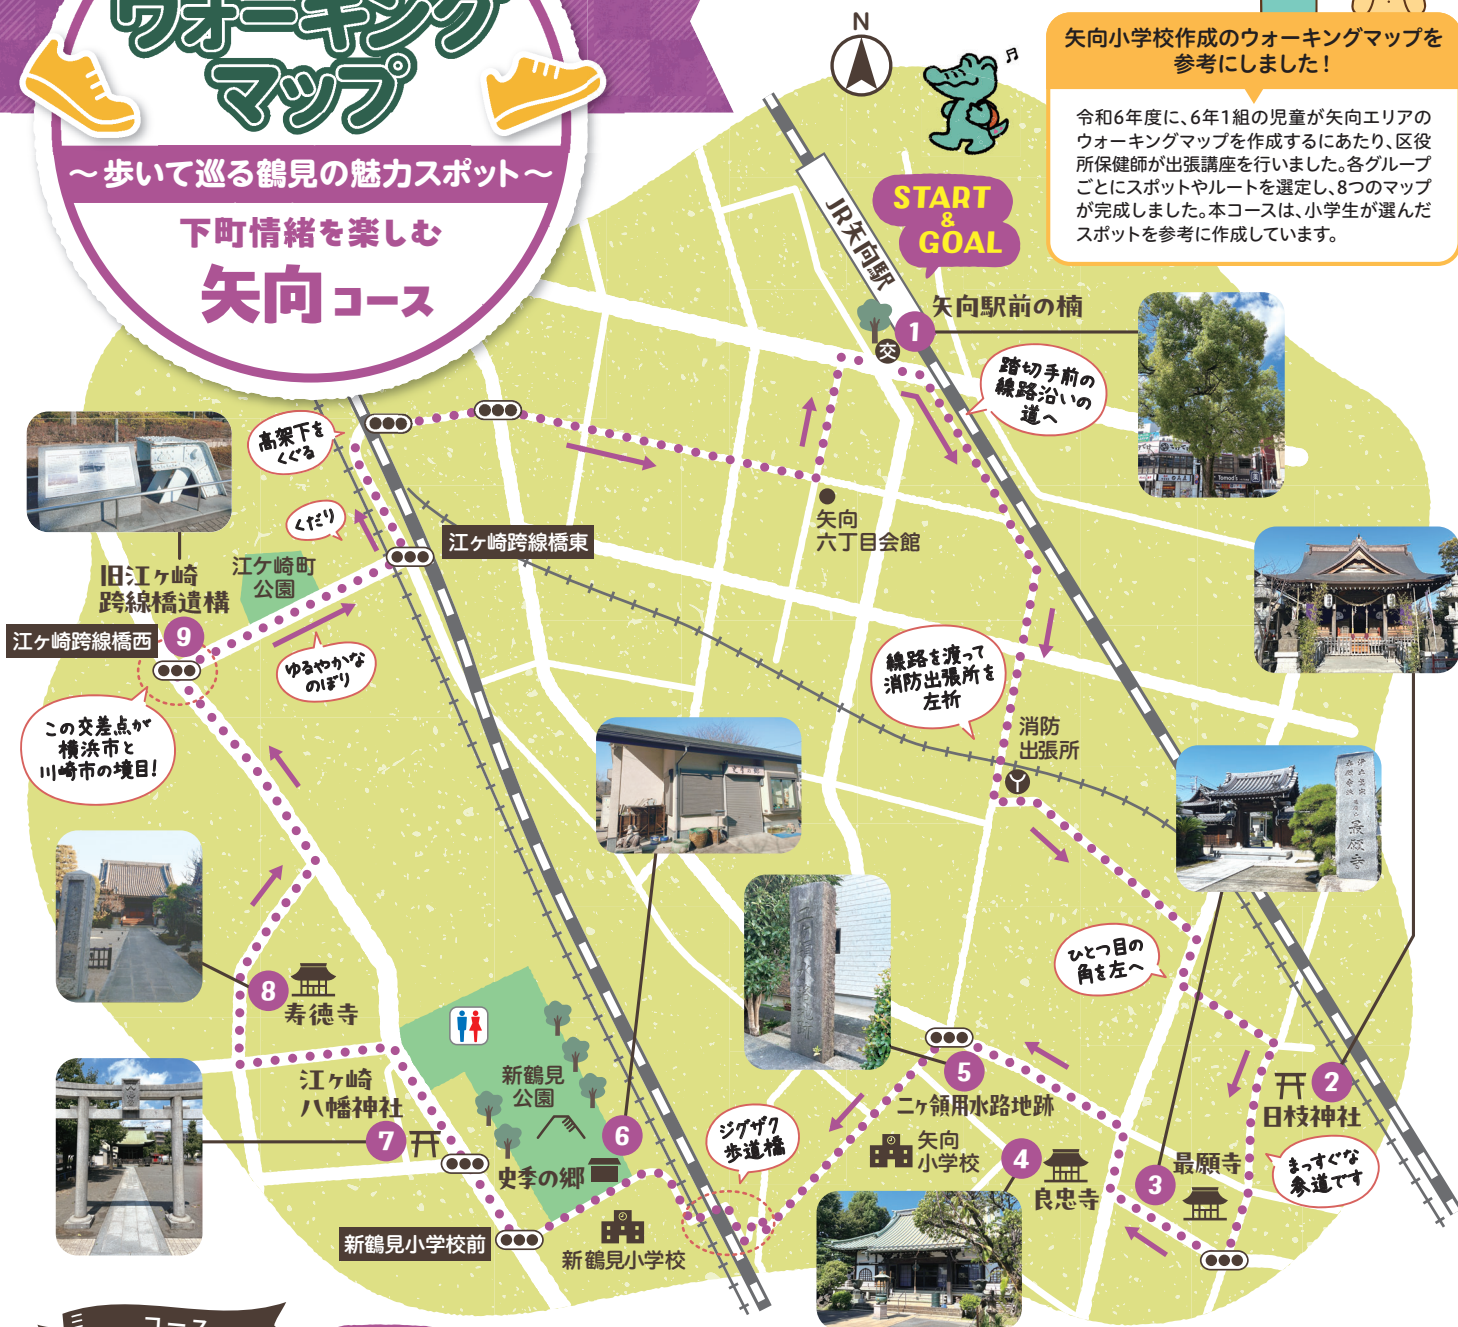 ウォーキング
マップ
～歩いて巡る鶴見の魅力スポット～
下町情緒を楽しむ
矢向コース
N
矢向小学校作成のウォーキングマップを
参考にしました！
令和6年度に、6年1組の児童が矢向エリアの
ウォーキングマップを作成するにあたり、区役
所保健師が出張講座を行いました。各グループ
ごとにスポットやルートを選定し、8つのマップ
が完成しました。本コースは、小学生が選んだ
スポットを参考に作成しています。
START
&
GOAL
JR矢向駅
矢向駅前の楠
1
交
踏切手前の
線路沿いの
道へ
高架下を
くぐる
くだり
江ヶ崎跨線橋東
矢向
六丁目会館
旧江ヶ崎
跨線橋遺構
江ケ崎町
公園
江ヶ崎跨線橋西
9
ゆるやかな
のぼり
この交差点が
横浜市と
川崎市の境目！
線路を渡って
消防出張所を
左折
消防
出張所
最願寺
ひとつ目の
角を左へ
8
寿徳寺
新鶴見
公園
5
二ヶ領用水路地跡
2
日枝神社
江ヶ崎
八幡神社
7
6
史季の郷
ジグザグ
歩道橋
矢向
小学校
4
良忠寺
3
最願寺
まっすぐな
参道です
新鶴見小学校前
新鶴見小学校
コース